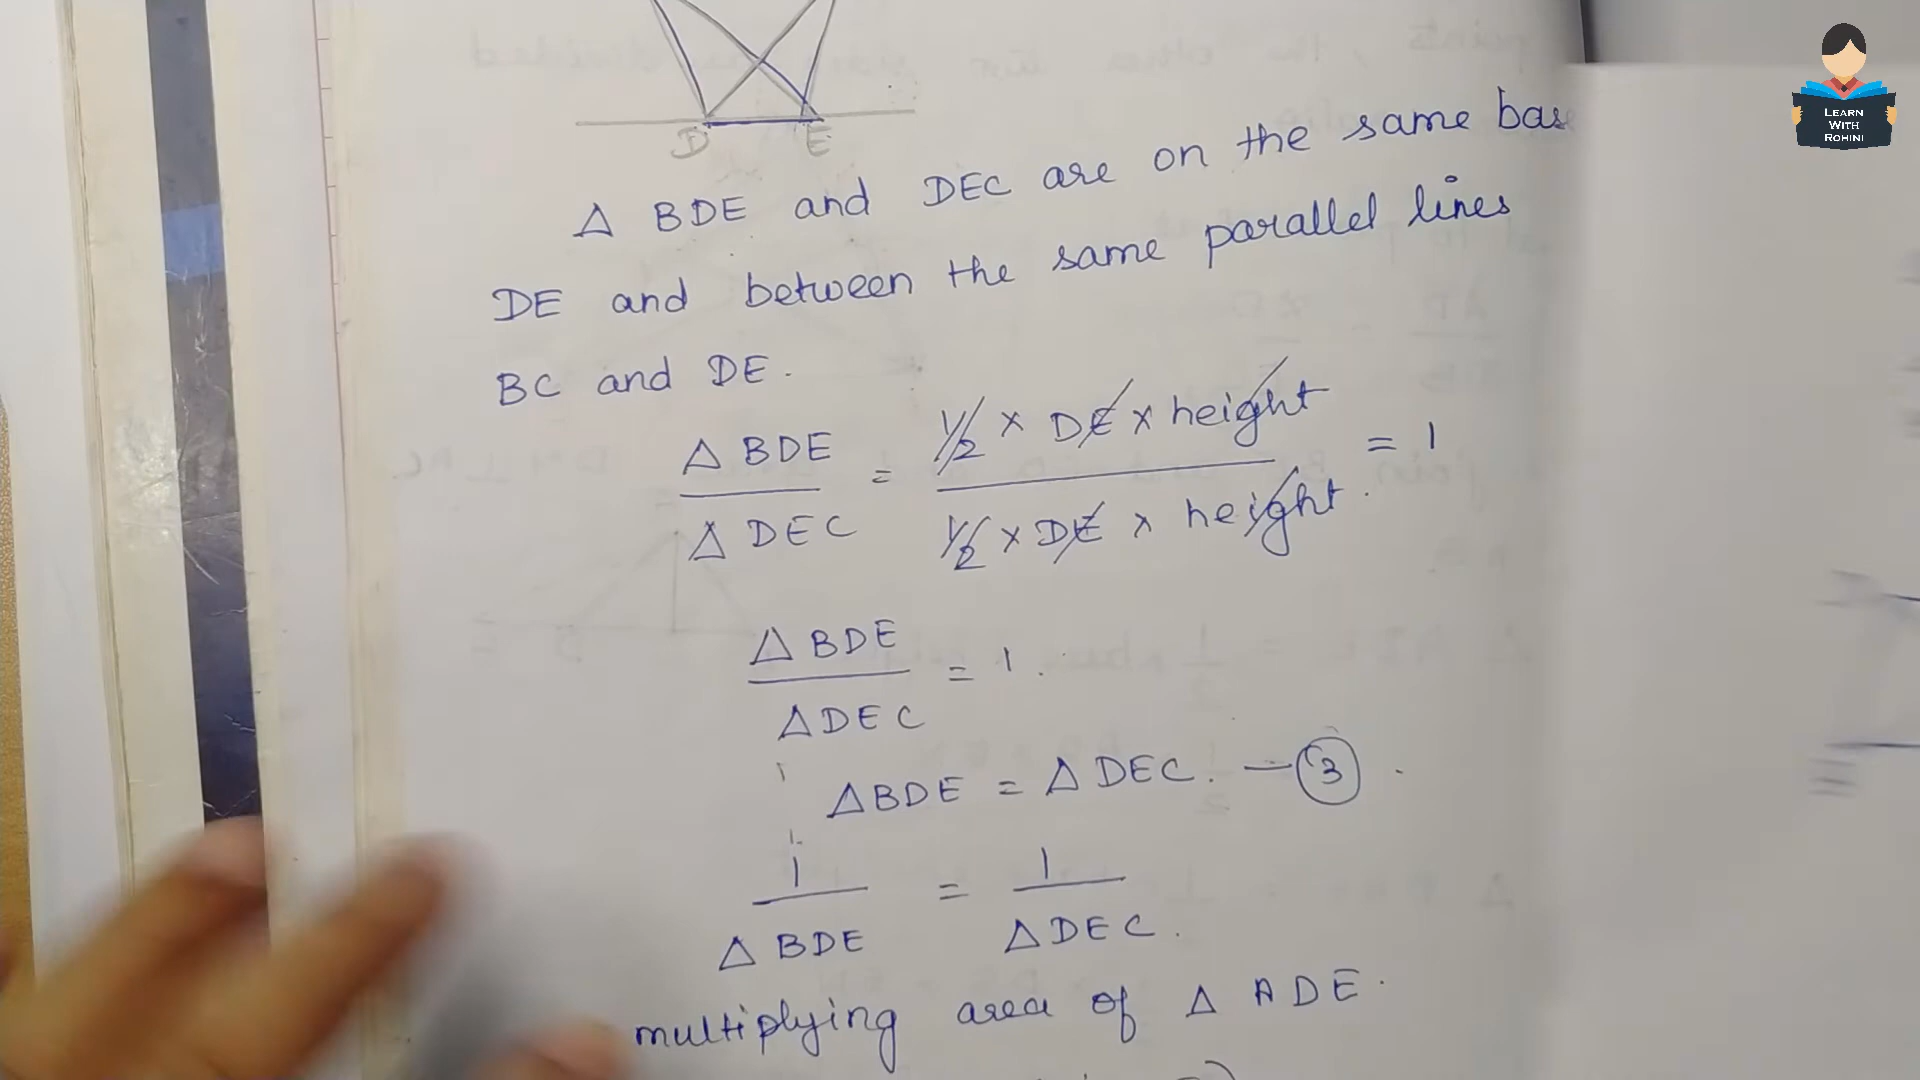 D E
Δ BDE and DEC are on the same bas
DE and between the same parallel lines
BC and DE.
Δ BDE / Δ DEC = 1/2 × DE × height / 1/2 × DE × height = 1
Δ BDE / Δ DEC = 1.
Δ BDE = Δ DEC. — 3
1 / Δ BDE = 1 / Δ DEC.
multiplying area of Δ ADE.
LEARN
WITH
ROHINI